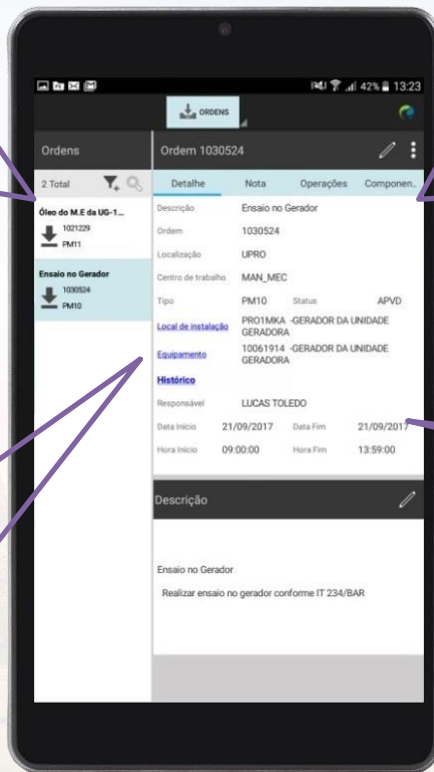 42% 13:23
ORDENS
Ordens
2 Total
Óleo do M.E da UG-1...
1021229
PM11
Ensaio no Gerador
1030524
PM10
Ordem 1030524
Detalhe Nota Operações Componen..
Descrição Ensaio no Gerador
Ordem 1030524
Localização UPRO
Centro de trabalho MAN_MEC
Tipo PM10 Status APVD
Local de instalação PRO1MKA -GERADOR DA UNIDADE
GERADORA
Equipamento 10061914 -GERADOR DA UNIDADE
GERADORA
Histórico
Responsável LUCAS TOLEDO
Data Início 21/09/2017 Data Fim 21/09/2017
Hora Início 09:00:00 Hora Fim 13:59:00
Descrição
Ensaio no Gerador
Realizar ensaio no gerador conforme IT 234/BAR